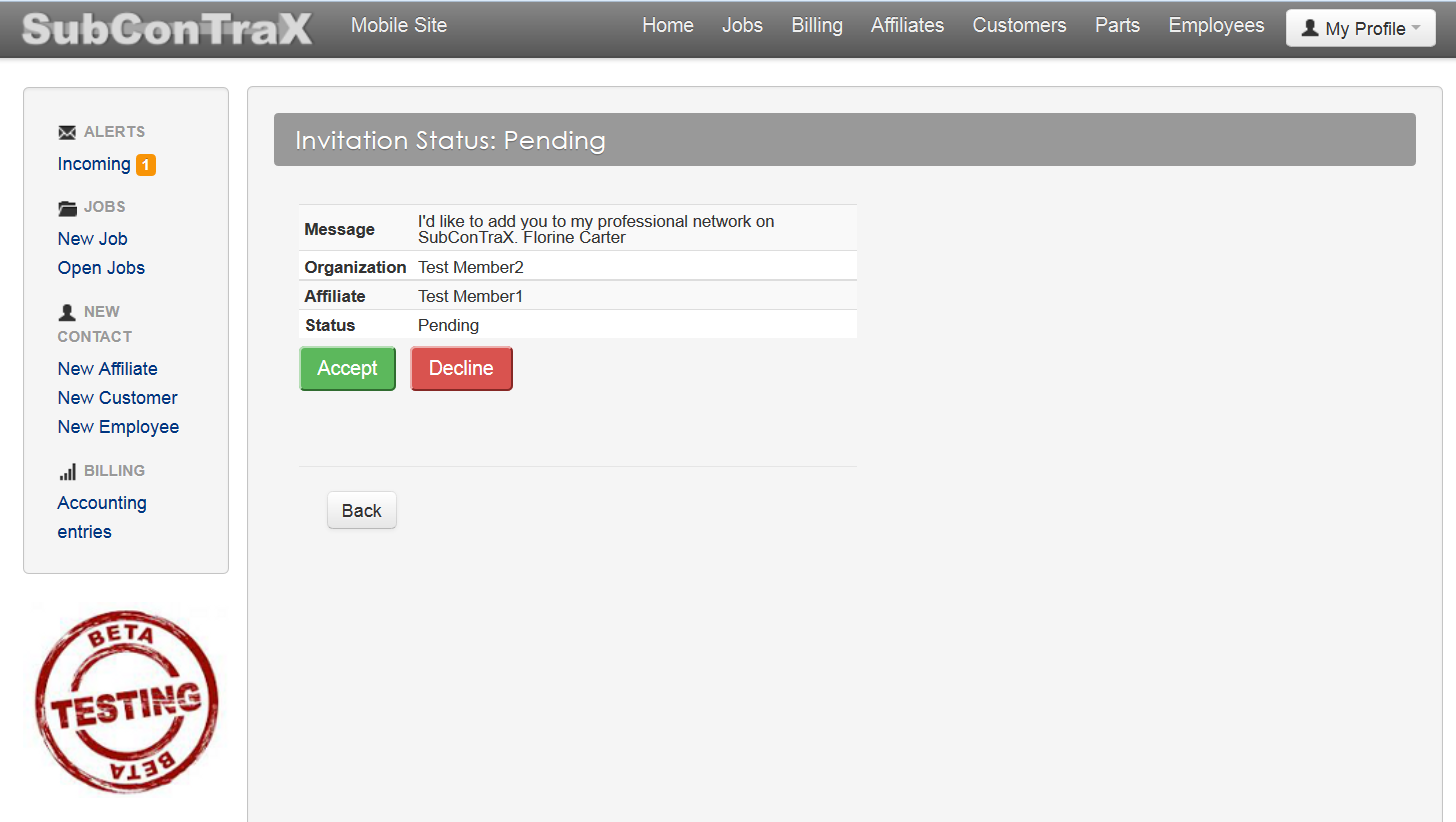 SubConTraX Mobile Site Home Jobs Billing Affiliates Customers Parts Employees My Profile
ALERTS
Incoming 1
JOBS
New Job
Open Jobs
NEW
CONTACT
New Affiliate
New Customer
New Employee
BILLING
Accounting
entries
BETA
TESTING
BETA
Invitation Status: Pending
Message I'd like to add you to my professional network on
SubConTraX. Florine Carter
Organization Test Member2
Affiliate Test Member1
Status Pending
Accept Decline
Back